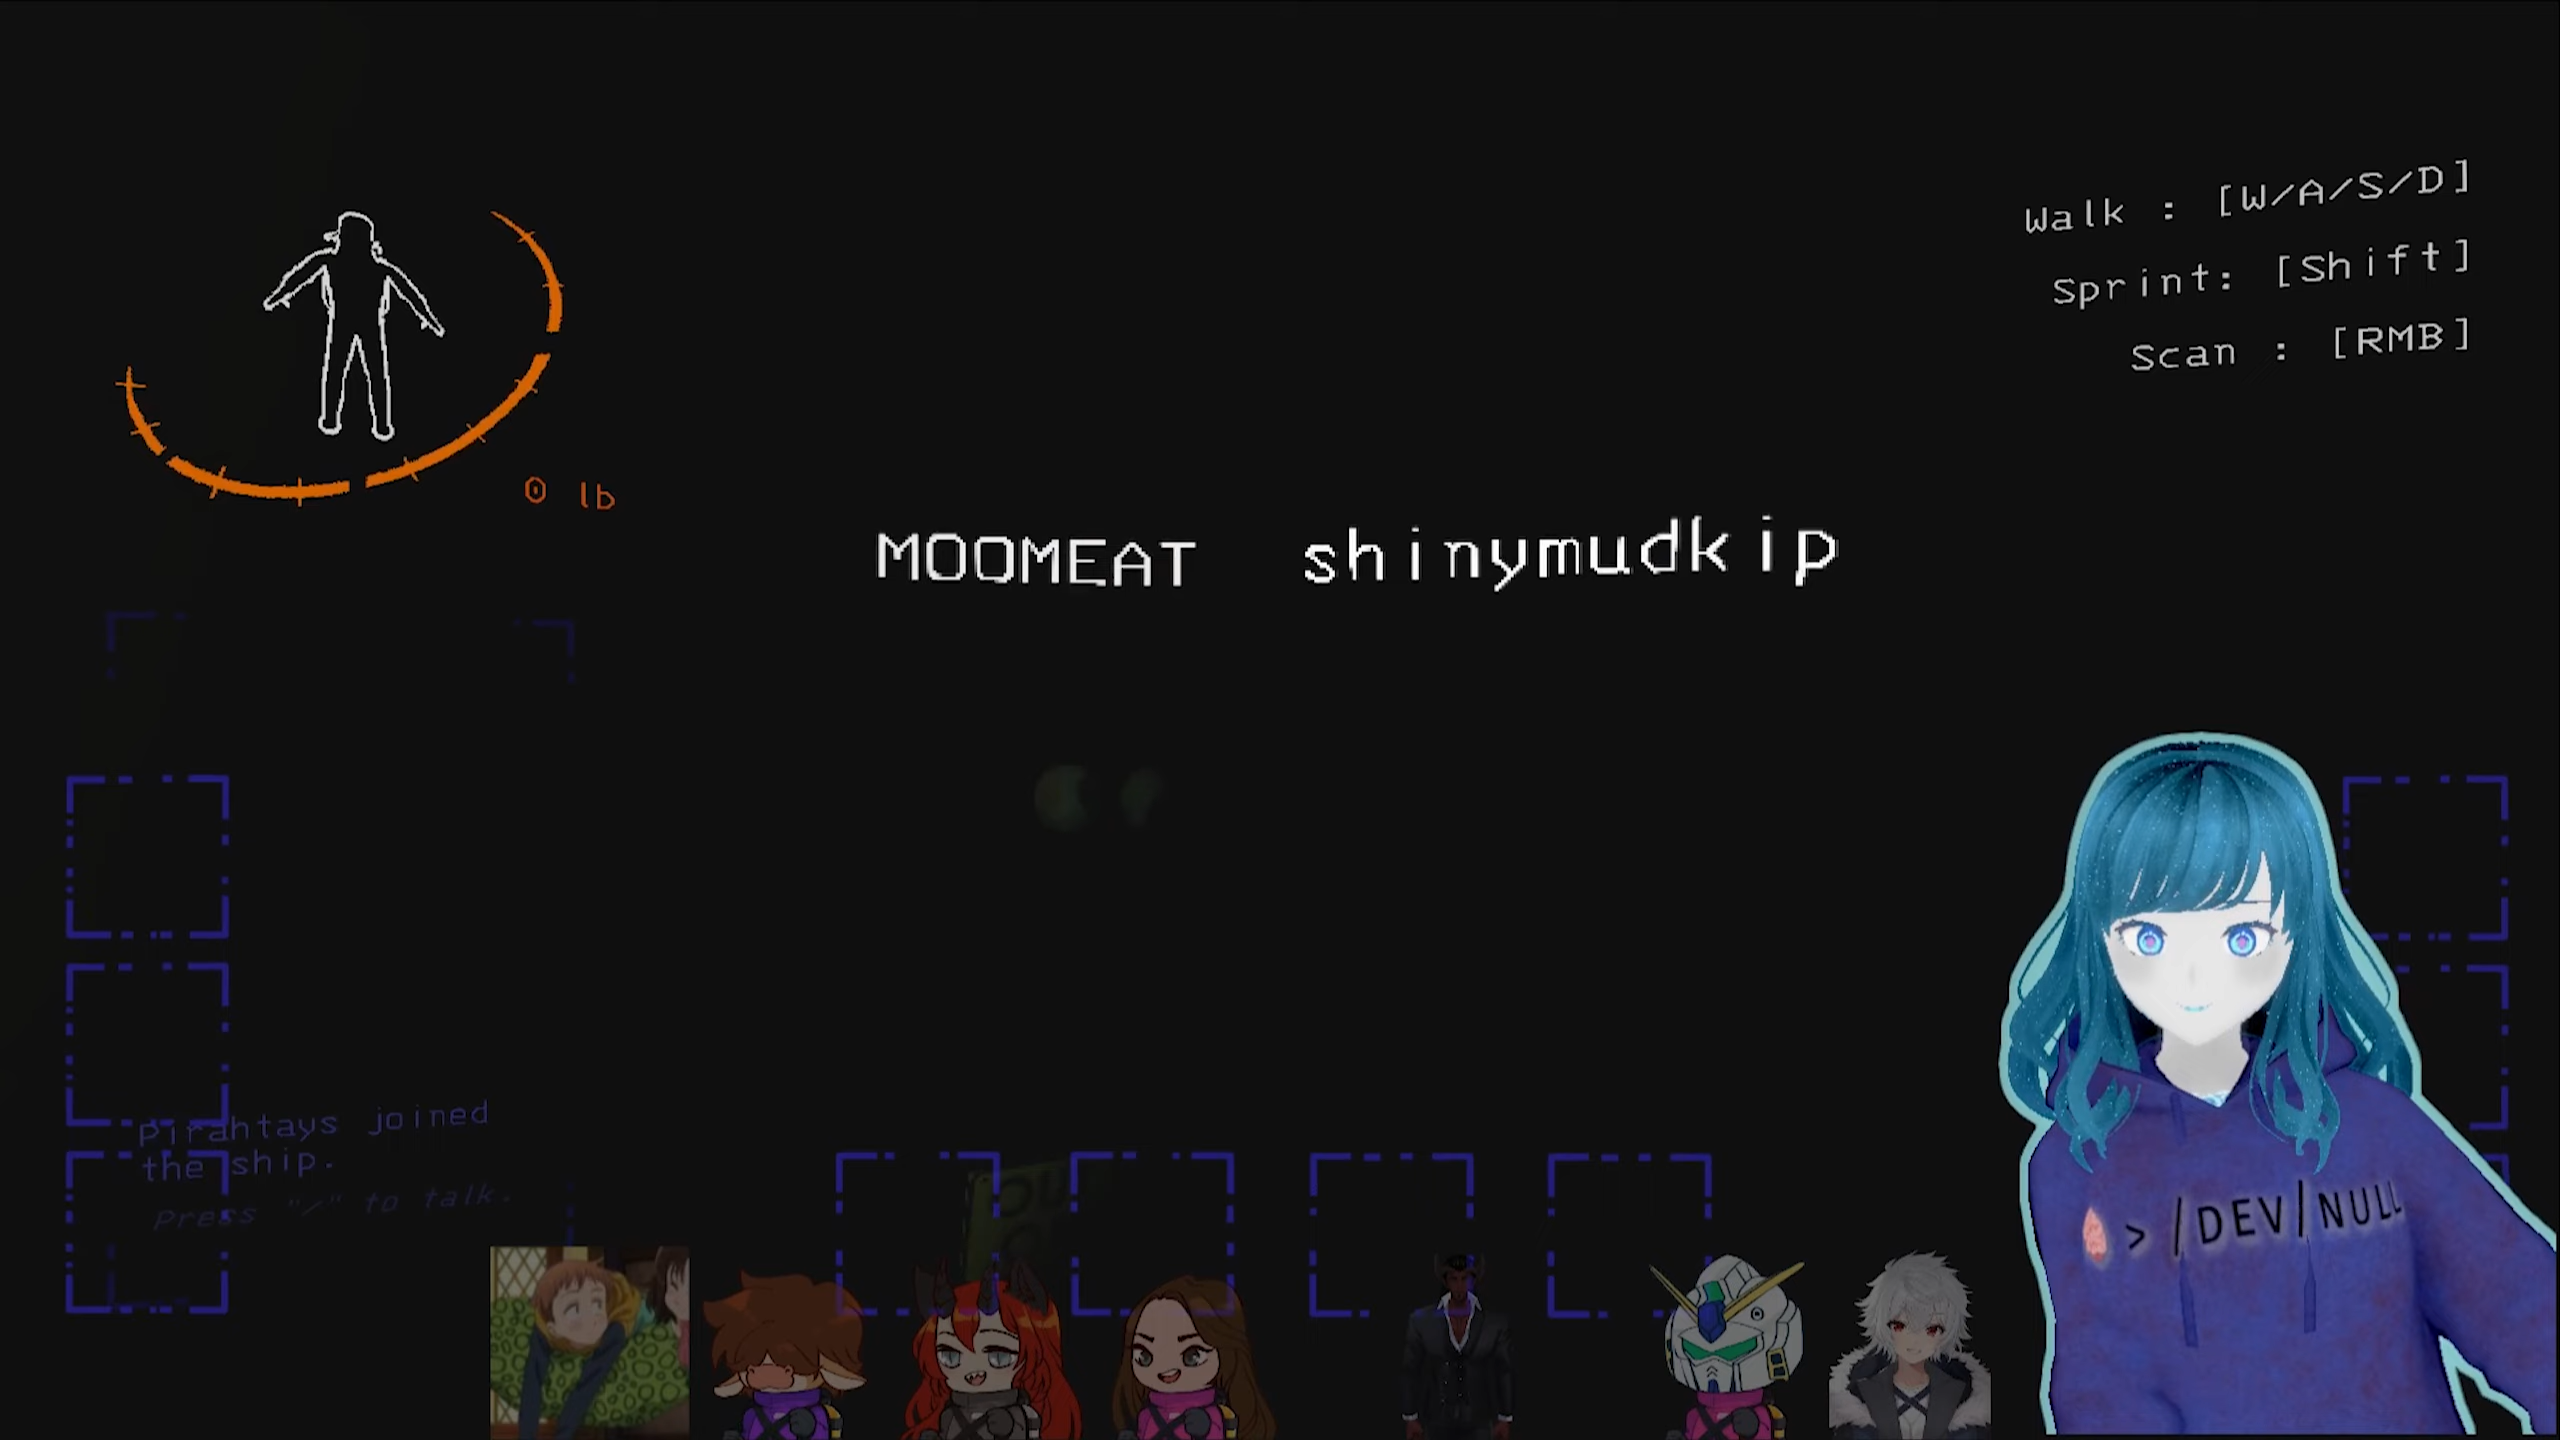 Walk : [W/A/S/D]
Sprint: [Shift]
Scan : [RMB]
0 lb
MOOMEAT shinymudkip
Pirahtays joined
the ship.
Press "/" to talk.
> /DEV/NULL